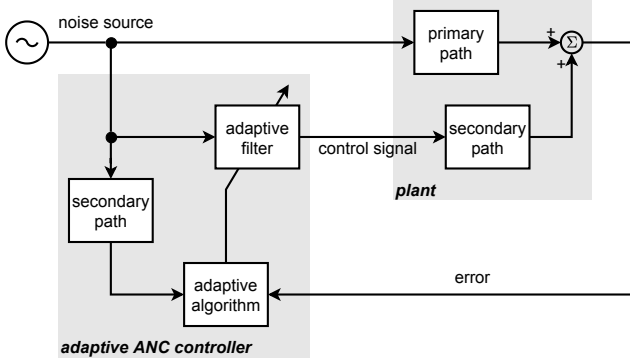 noise source
primary
path
+
Σ
+
adaptive
filter
control signal
secondary
path
plant
secondary
path
adaptive
algorithm
error
adaptive ANC controller